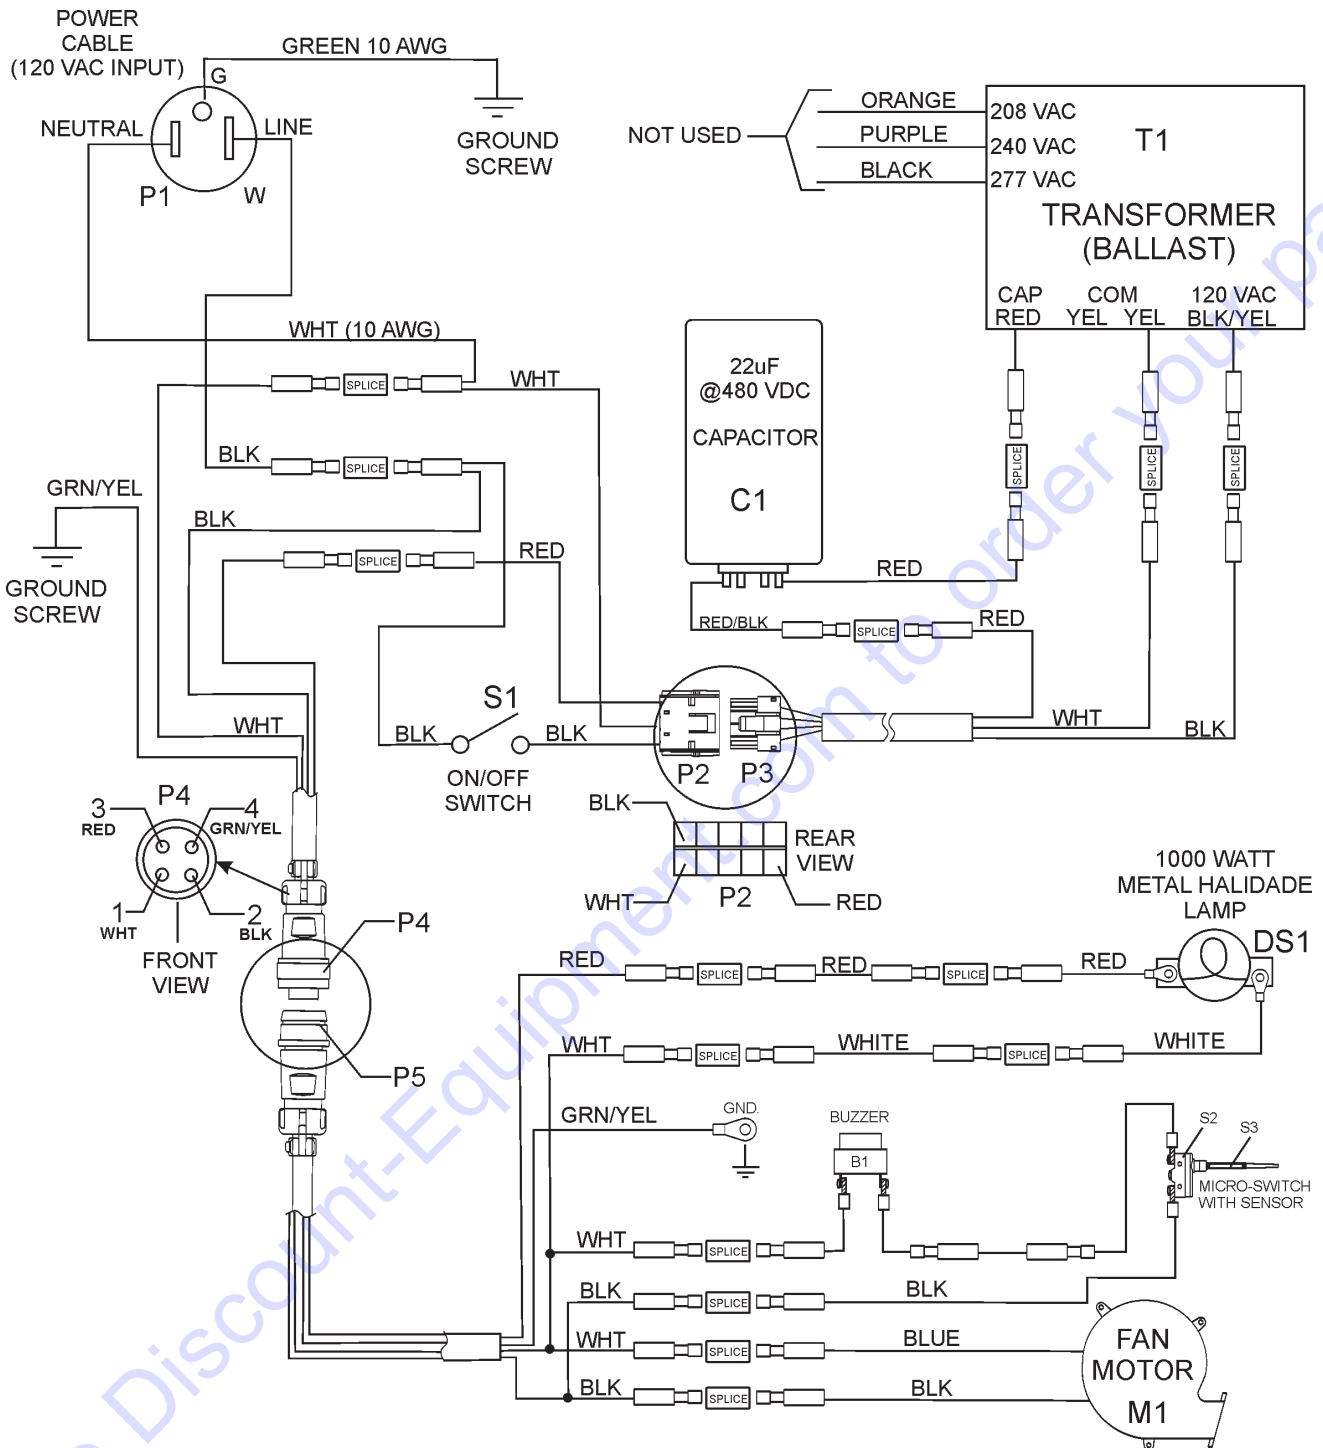 POWER
CABLE
(120 VAC INPUT)
G
GREEN 10 AWG
NEUTRAL
LINE
P1
W
GROUND
SCREW
NOT USED
ORANGE
PURPLE
BLACK
208 VAC
240 VAC
277 VAC
T1
TRANSFORMER
(BALLAST)
CAP
RED
COM
YEL YEL
120 VAC
BLK/YEL
WHT (10 AWG)
SPLICE
WHT
BLK
SPLICE
22uF
@480 VDC
CAPACITOR
C1
SPLICE
SPLICE
SPLICE
GRN/YEL
BLK
GROUND
SCREW
SPLICE
RED
RED
RED/BLK
SPLICE
RED
WHT
S1
BLK
BLK
ON/OFF
SWITCH
P2
P3
WHT
BLK
P4
3
RED
4
GRN/YEL
1
WHT
2
BLK
FRONT
VIEW
BLK
REAR
VIEW
WHT
P2
RED
P4
P5
1000 WATT
METAL HALIDADE
LAMP
DS1
RED
SPLICE
RED
SPLICE
RED
WHT
SPLICE
WHITE
SPLICE
WHITE
GRN/YEL
GND.
BUZZER
B1
S2
S3
MICRO-SWITCH
WITH SENSOR
WHT
SPLICE
BLK
SPLICE
BLK
WHT
SPLICE
BLUE
BLK
SPLICE
BLK
FAN
MOTOR
M1
Discount-Equipment.com to order your pa